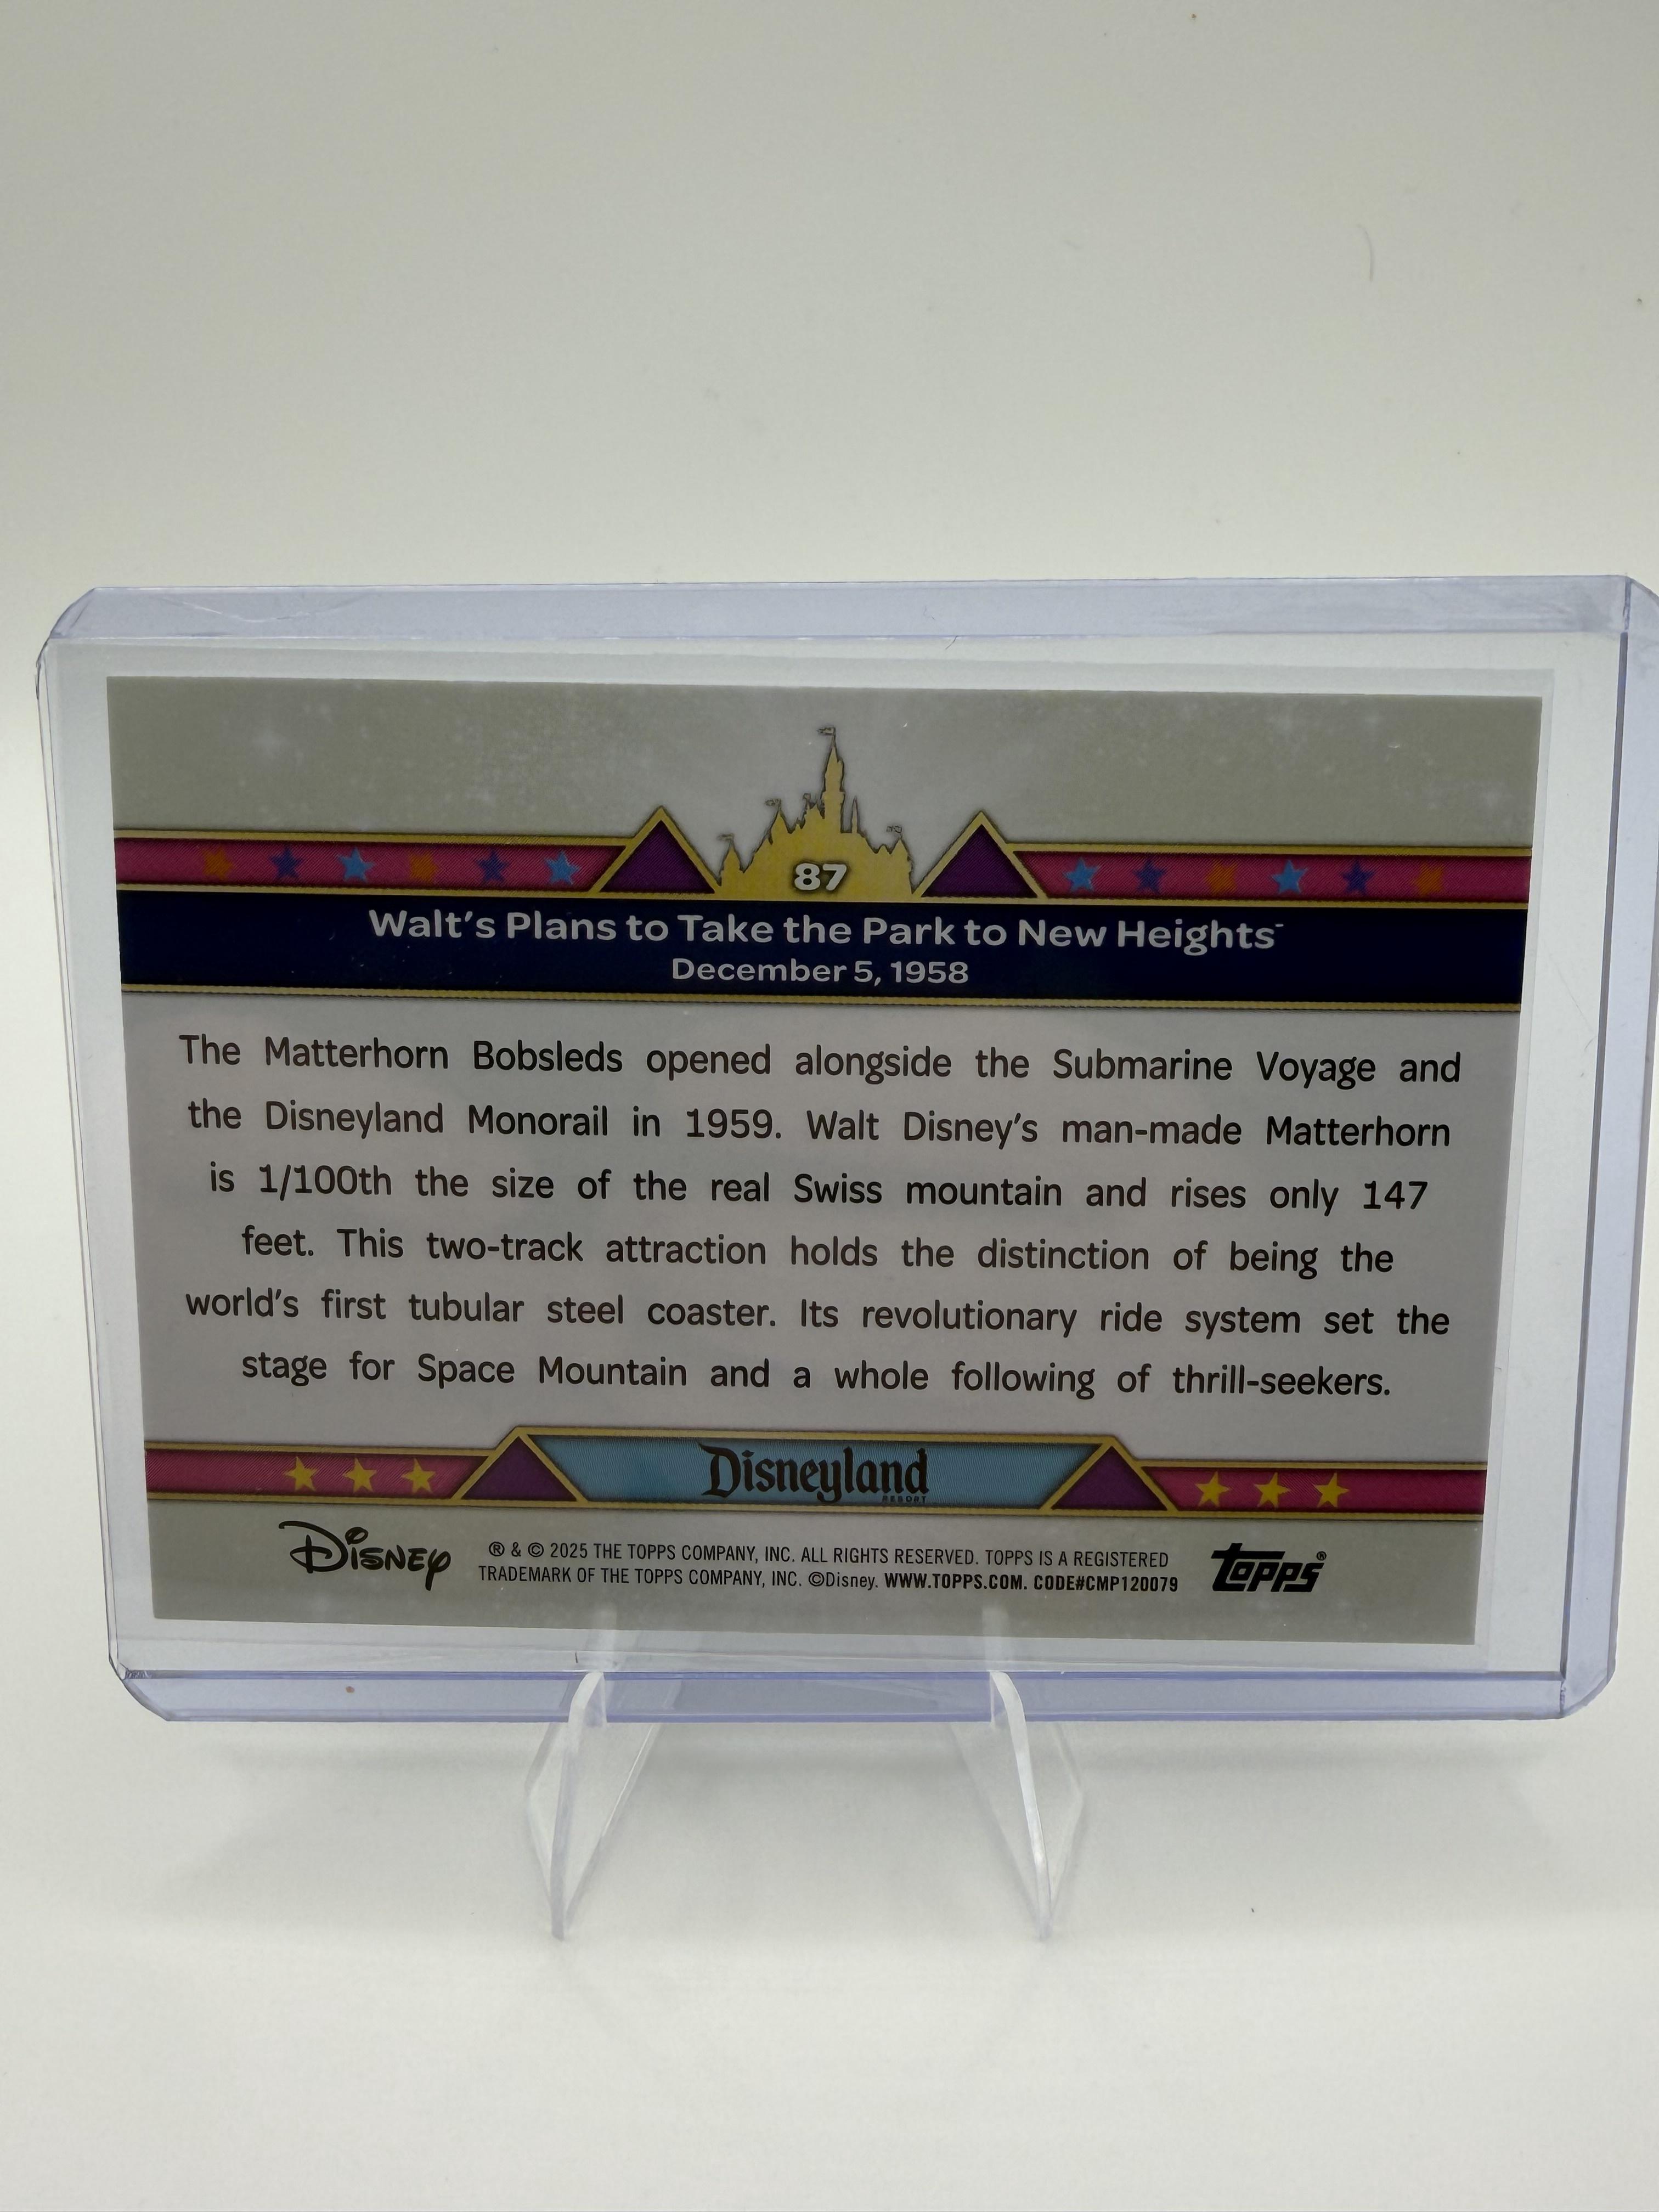 87
Walt's Plans to Take the Park to New Heights
December 5, 1958
The Matterhorn Bobsleds opened alongside the Submarine Voyage and
the Disneyland Monorail in 1959. Walt Disney's man-made Matterhorn
is 1/100th the size of the real Swiss mountain and rises only 147
feet. This two-track attraction holds the distinction of being the
world's first tubular steel coaster. Its revolutionary ride system set the
stage for Space Mountain and a whole following of thrill-seekers.
Disneyland
RESORT
Disney
® & © 2025 THE TOPPS COMPANY, INC. ALL RIGHTS RESERVED. TOPPS IS A REGISTERED
TRADEMARK OF THE TOPPS COMPANY, INC. ©Disney. WWW.TOPPS.COM. CODE#CMP120079
topps®